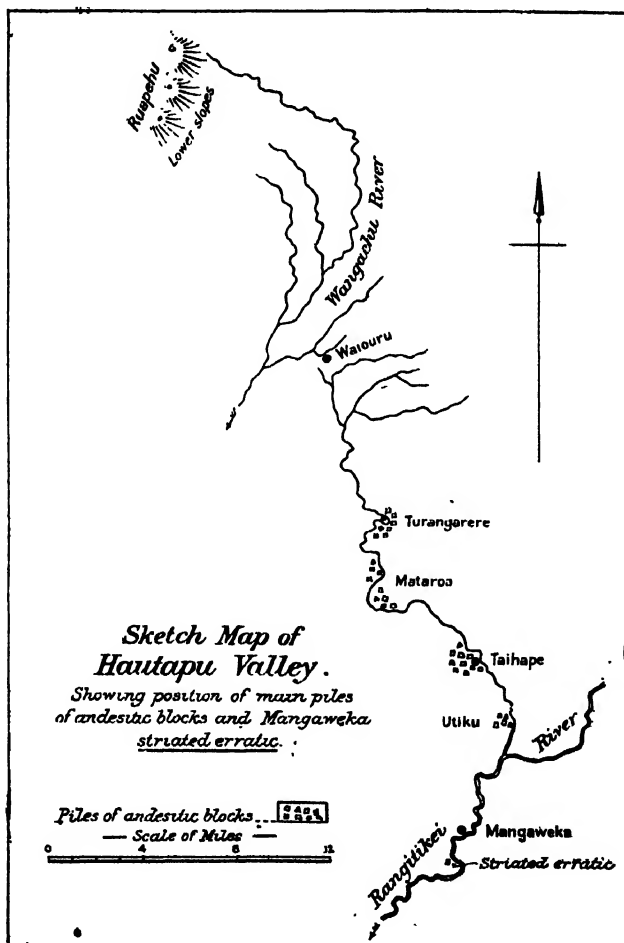 Ruapehu
Lower slopes
Wangaehu River
Waiouru
Turangarere
Mataroa
Sketch Map of
Hautapu Valley.
Showing position of main piles
of andesitic blocks and Mangaweka
striated erratic.
Taihape
Utiku
River
Piles of andesitic blocks
Scale of Miles
0 4 8 12
Mangaweka
Striated erratic
Rangitikei